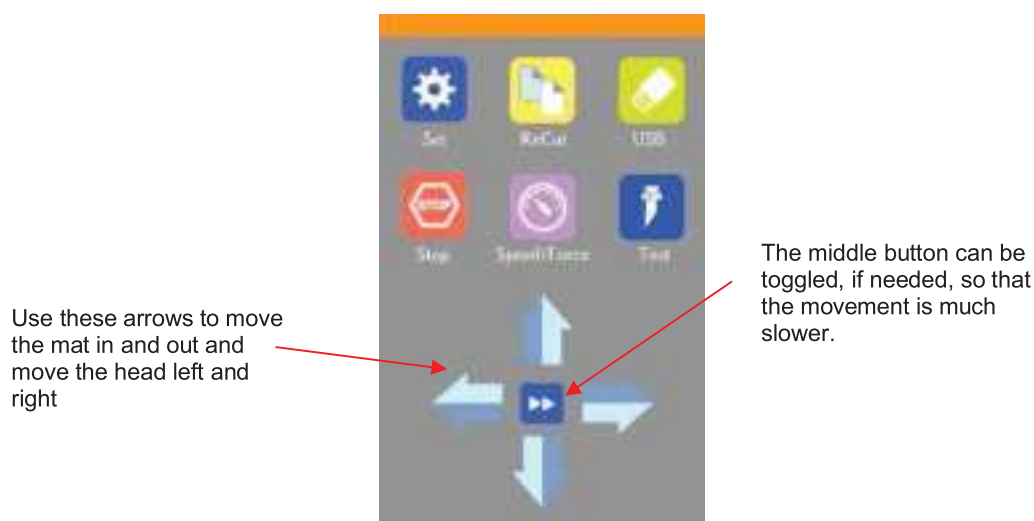 Set
ReCut
USB
STOP
Stop
Speed/Force
Test
The middle button can be
toggled, if needed, so that
the movement is much
slower.
Use these arrows to move
the mat in and out and
move the head left and
right